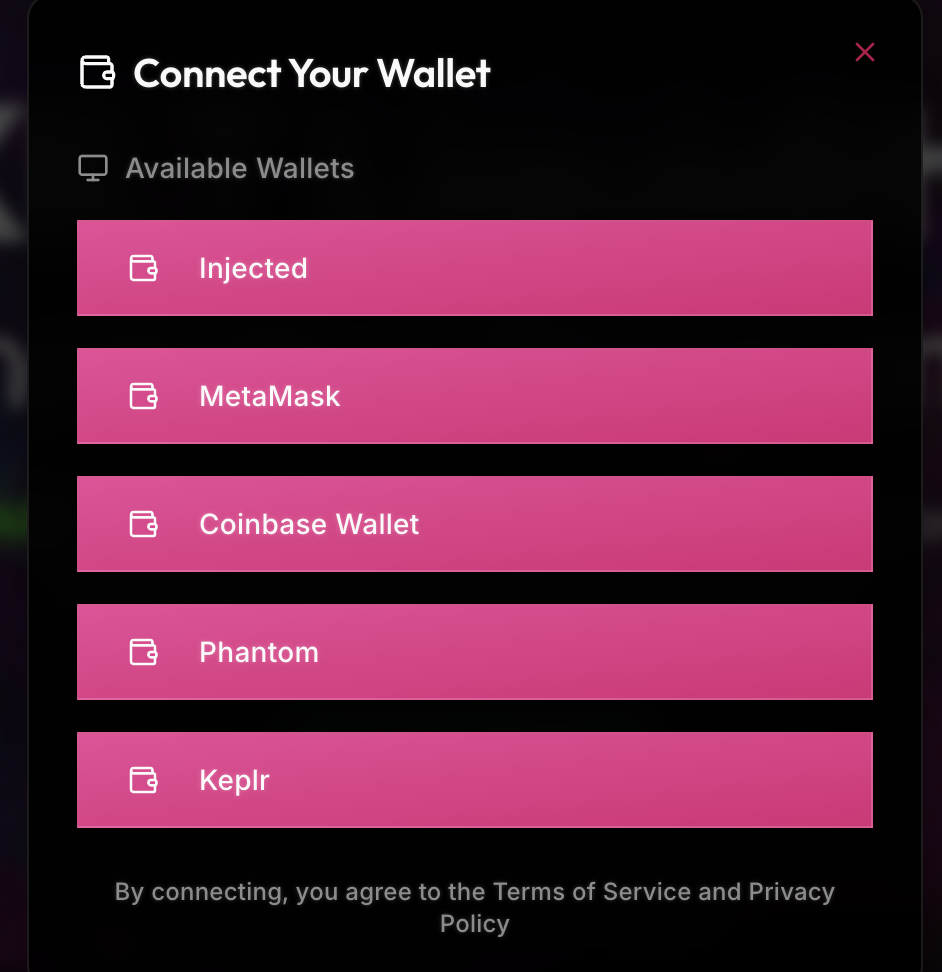 Connect Your Wallet
Available Wallets
Injected
MetaMask
Coinbase Wallet
Phantom
Keplr
By connecting, you agree to the Terms of Service and Privacy
Policy